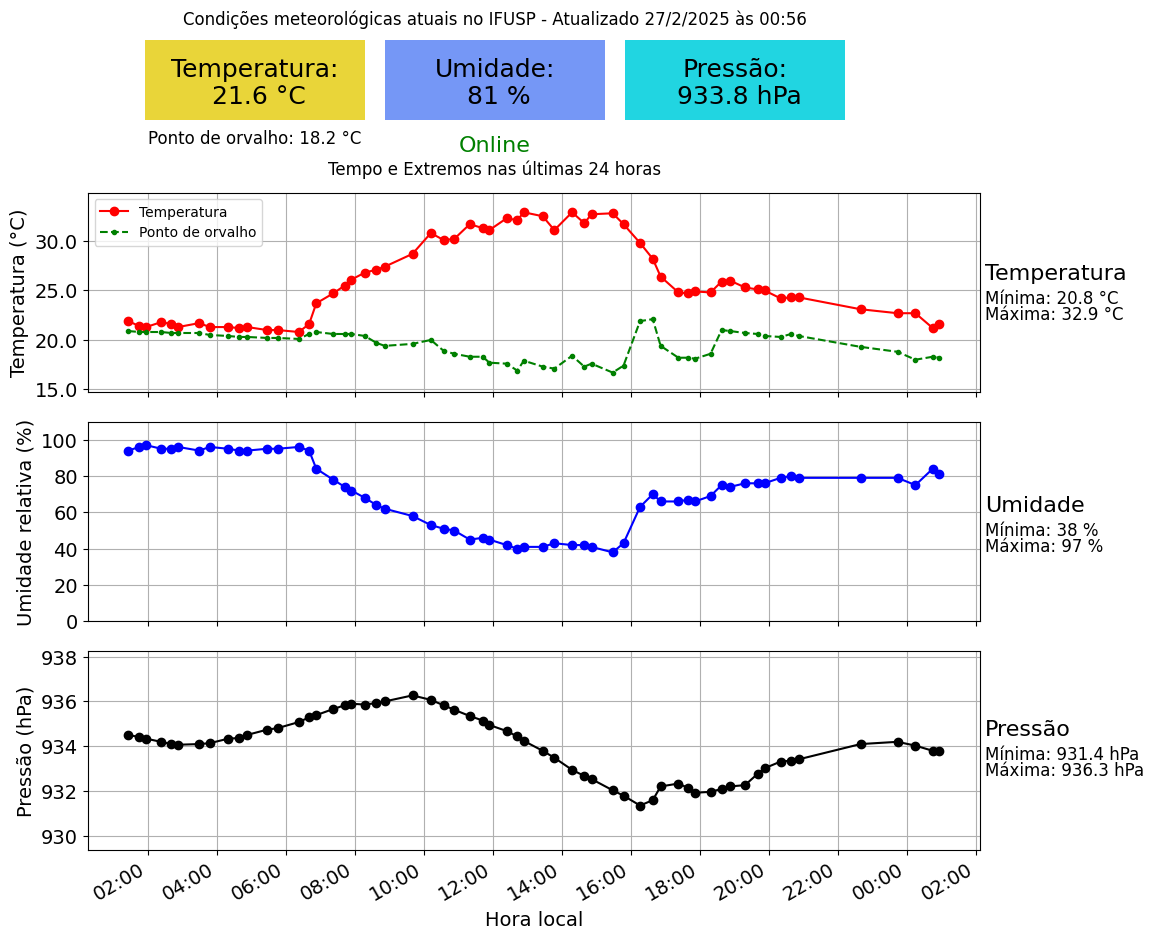 Condições meteorológicas atuais no IFUSP - Atualizado 27/2/2025 às 00:56
Temperatura:
21.6 °C
Umidade:
81 %
Pressão:
933.8 hPa
Ponto de orvalho: 18.2 °C
Online
Tempo e Extremos nas últimas 24 horas
Temperatura
Ponto de orvalho
Temperatura (°C)
30.0
25.0
20.0
15.0
Temperatura
Mínima: 20.8 °C
Máxima: 32.9 °C
Umidade relativa (%)
100
80
60
40
20
0
Umidade
Mínima: 38 %
Máxima: 97 %
Pressão (hPa)
938
936
934
932
930
Pressão
Mínima: 931.4 hPa
Máxima: 936.3 hPa
02:00 04:00 06:00 08:00 10:00 12:00 14:00 16:00 18:00 20:00 22:00 00:00 02:00
Hora local